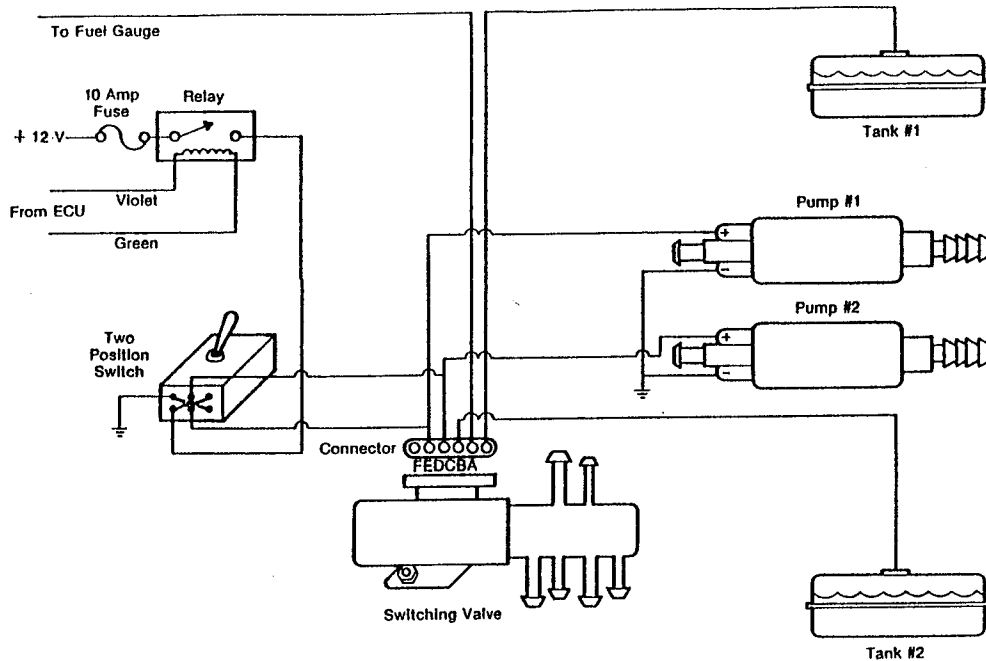 To Fuel Gauge
10 Amp
Fuse
Relay
+ 12 V
Tank #1
Violet
From ECU
Green
Pump #1
+
-
Pump #2
+
-
Two
Position
Switch
Connector
FEDCBA
Switching Valve
Tank #2